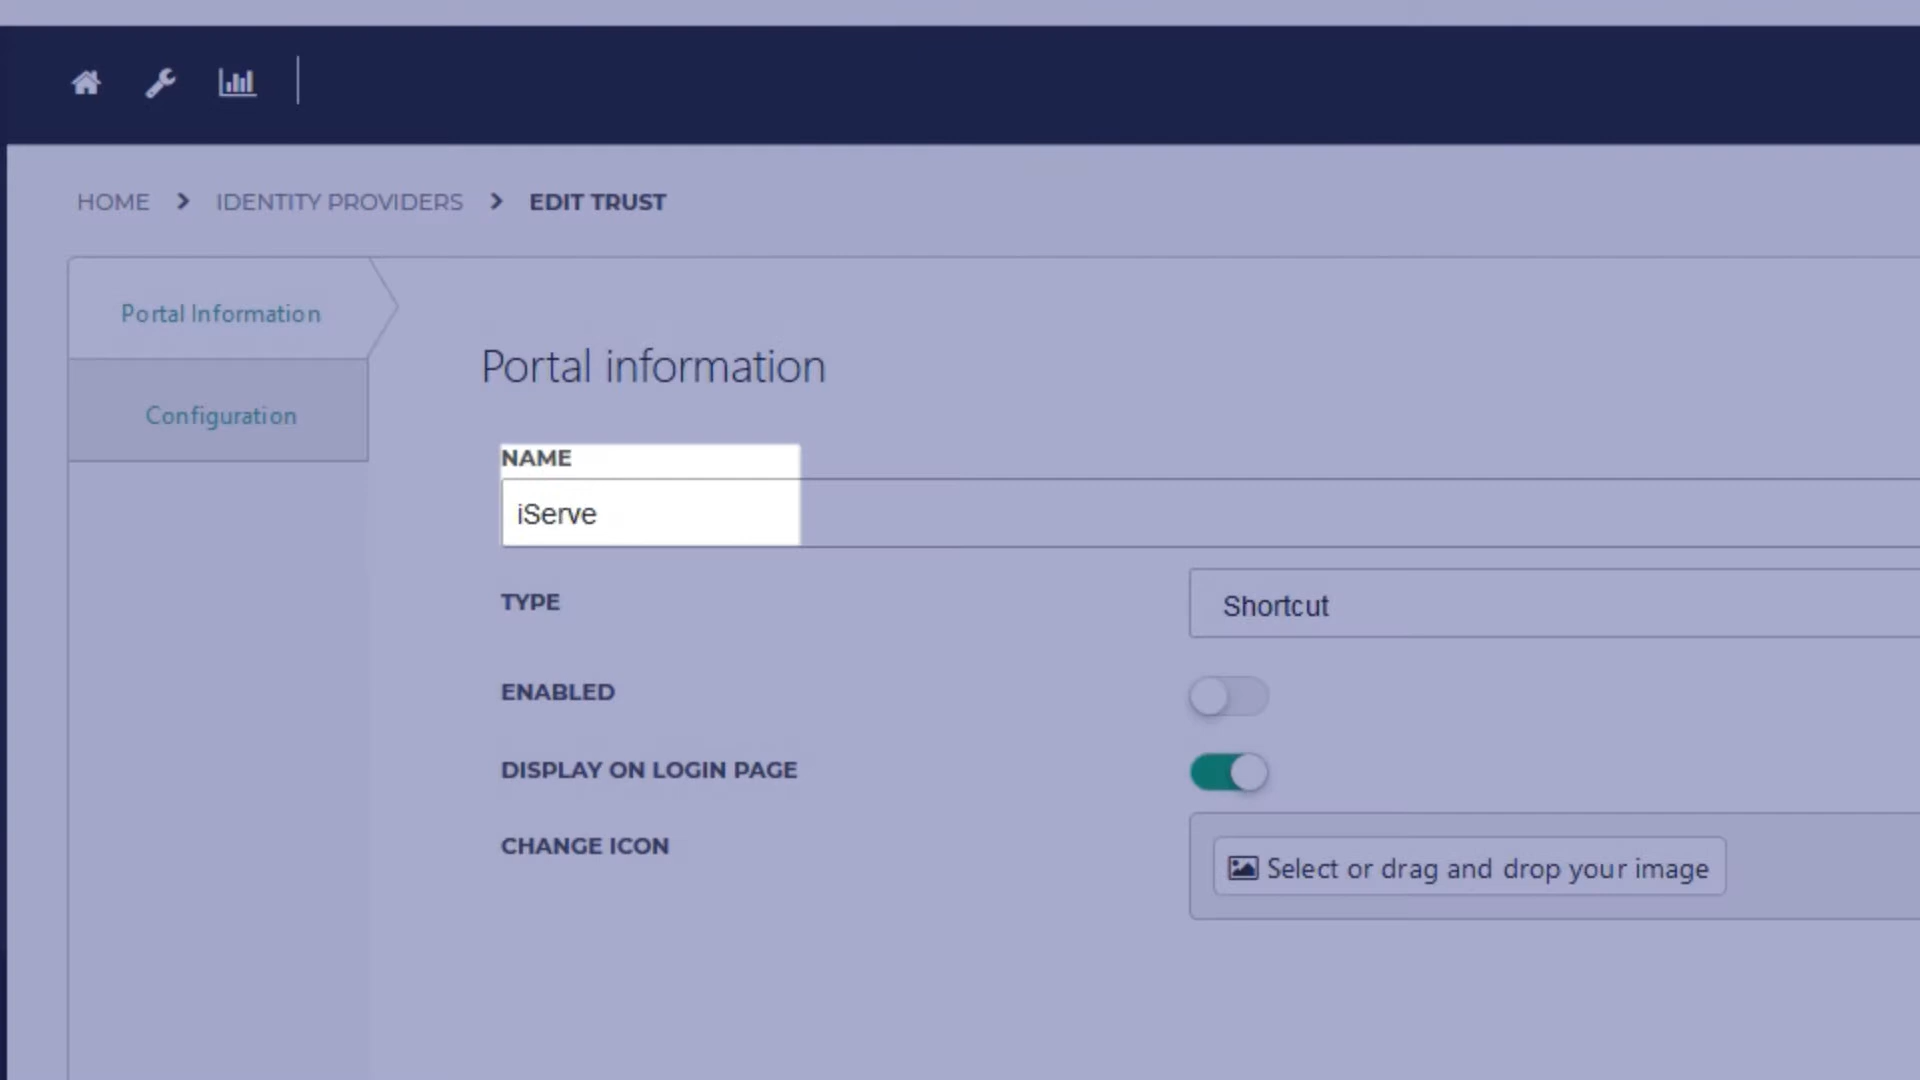 HOME > IDENTITY PROVIDERS > EDIT TRUST
Portal Information
Configuration
Portal information
NAME
iServe
TYPE
Shortcut
ENABLED
DISPLAY ON LOGIN PAGE
CHANGE ICON
Select or drag and drop your image